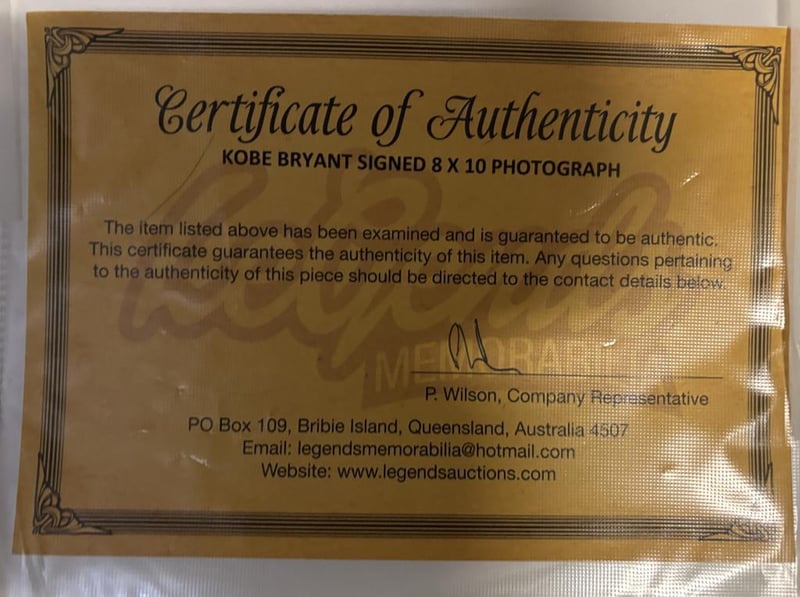 Certificate of Authenticity
KOBE BRYANT SIGNED 8 X 10 PHOTOGRAPH
The item listed above has been examined and is guaranteed to be authentic.
This certificate guarantees the authenticity of this item. Any questions pertaining
to the authenticity of this piece should be directed to the contact details below.
Legends
MEMORABILIA
P. Wilson, Company Representative
PO Box 109, Bribie Island, Queensland, Australia 4507
Email: legendsmemorabilia@hotmail.com
Website: www.legendsauctions.com